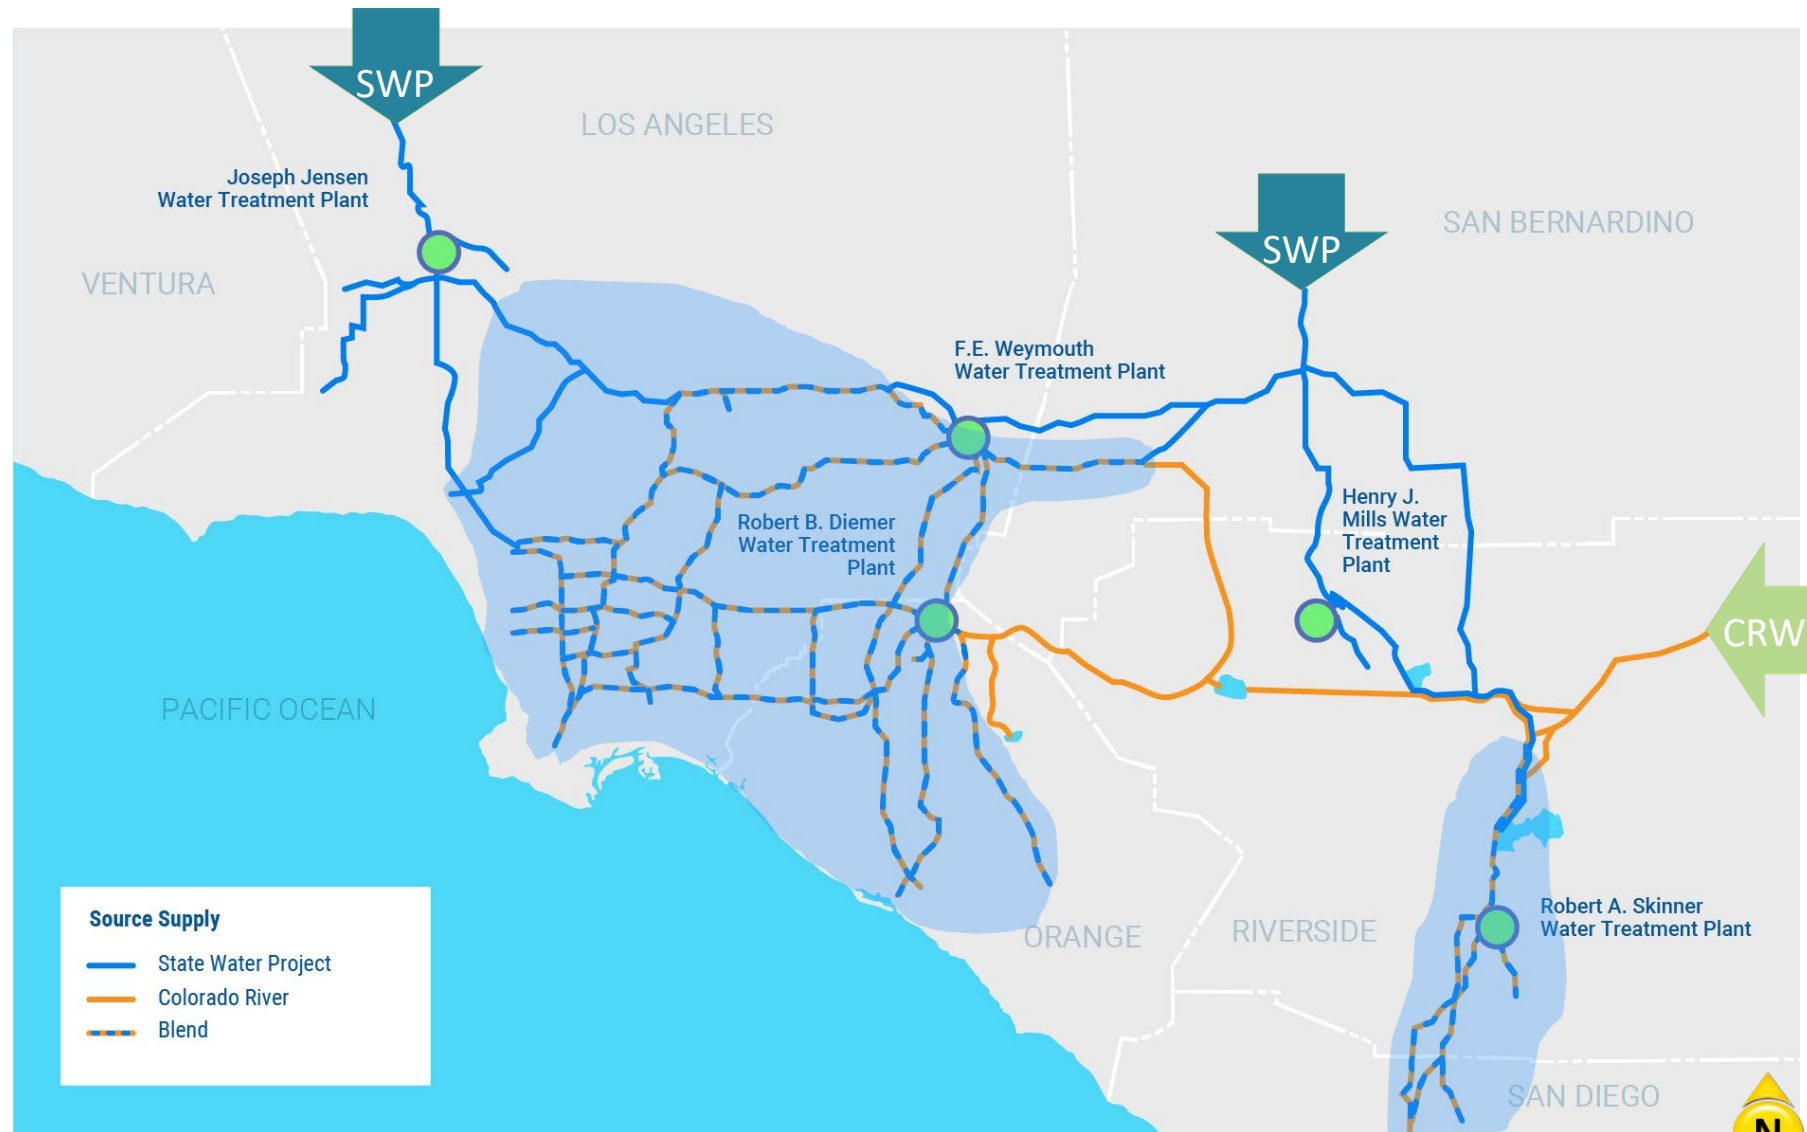 SWP
LOS ANGELES
Joseph Jensen
Water Treatment Plant
SWP
SAN BERNARDINO
VENTURA
F.E. Weymouth
Water Treatment Plant
Henry J.
Mills Water
Treatment
Plant
Robert B. Diemer
Water Treatment
Plant
CRW
PACIFIC OCEAN
Robert A. Skinner
Water Treatment Plant
ORANGE
RIVERSIDE
Source Supply
State Water Project
Colorado River
Blend
SAN DIEGO
N